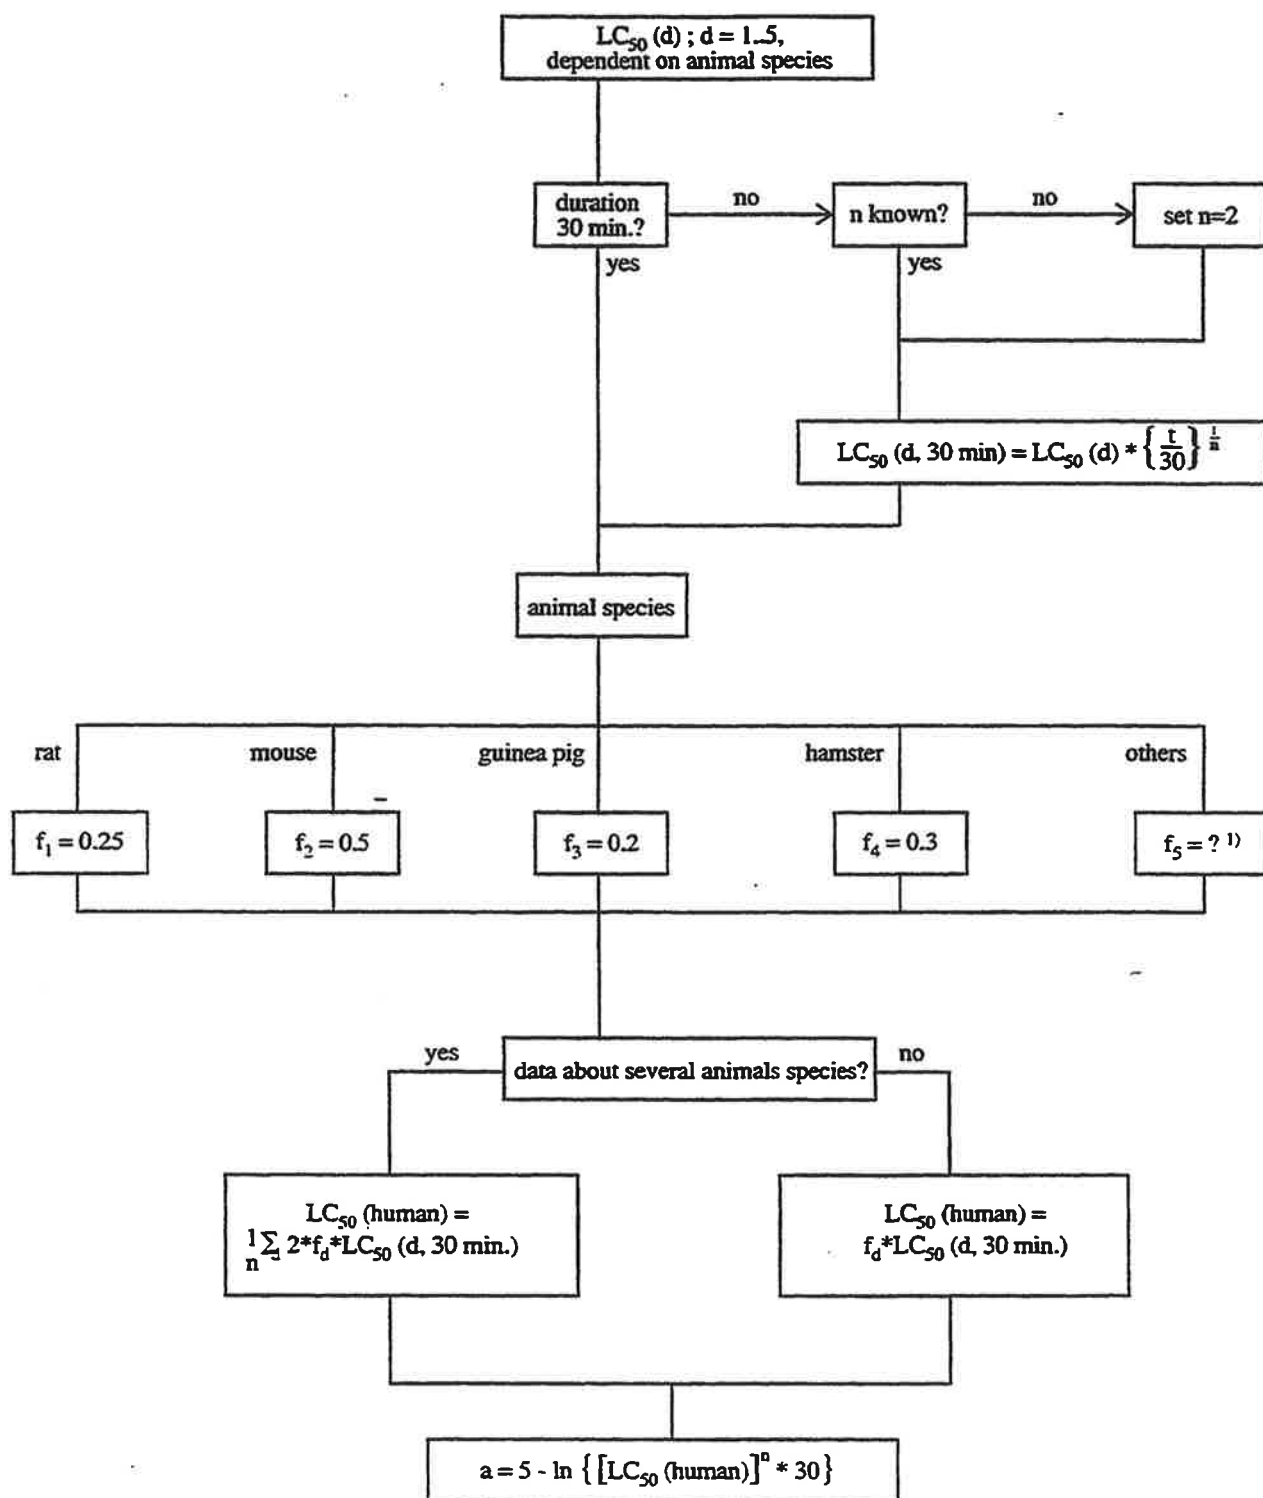 LC₅₀ (d) ; d = 1..5,
dependent on animal species
duration
30 min.?
no
n known?
no
set n=2
yes
yes
LC₅₀ (d, 30 min) = LC₅₀ (d) * {t/30}^(1/n)
animal species
rat
mouse
guinea pig
hamster
others
f₁ = 0.25
f₂ = 0.5
f₃ = 0.2
f₄ = 0.3
f₅ = ? ¹⁾
yes
data about several animals species?
no
LC₅₀ (human) =
1/n Σ 2*f_d*LC₅₀ (d, 30 min.)
LC₅₀ (human) =
f_d*LC₅₀ (d, 30 min.)
a = 5 - ln { [LC₅₀ (human)]ⁿ * 30 }